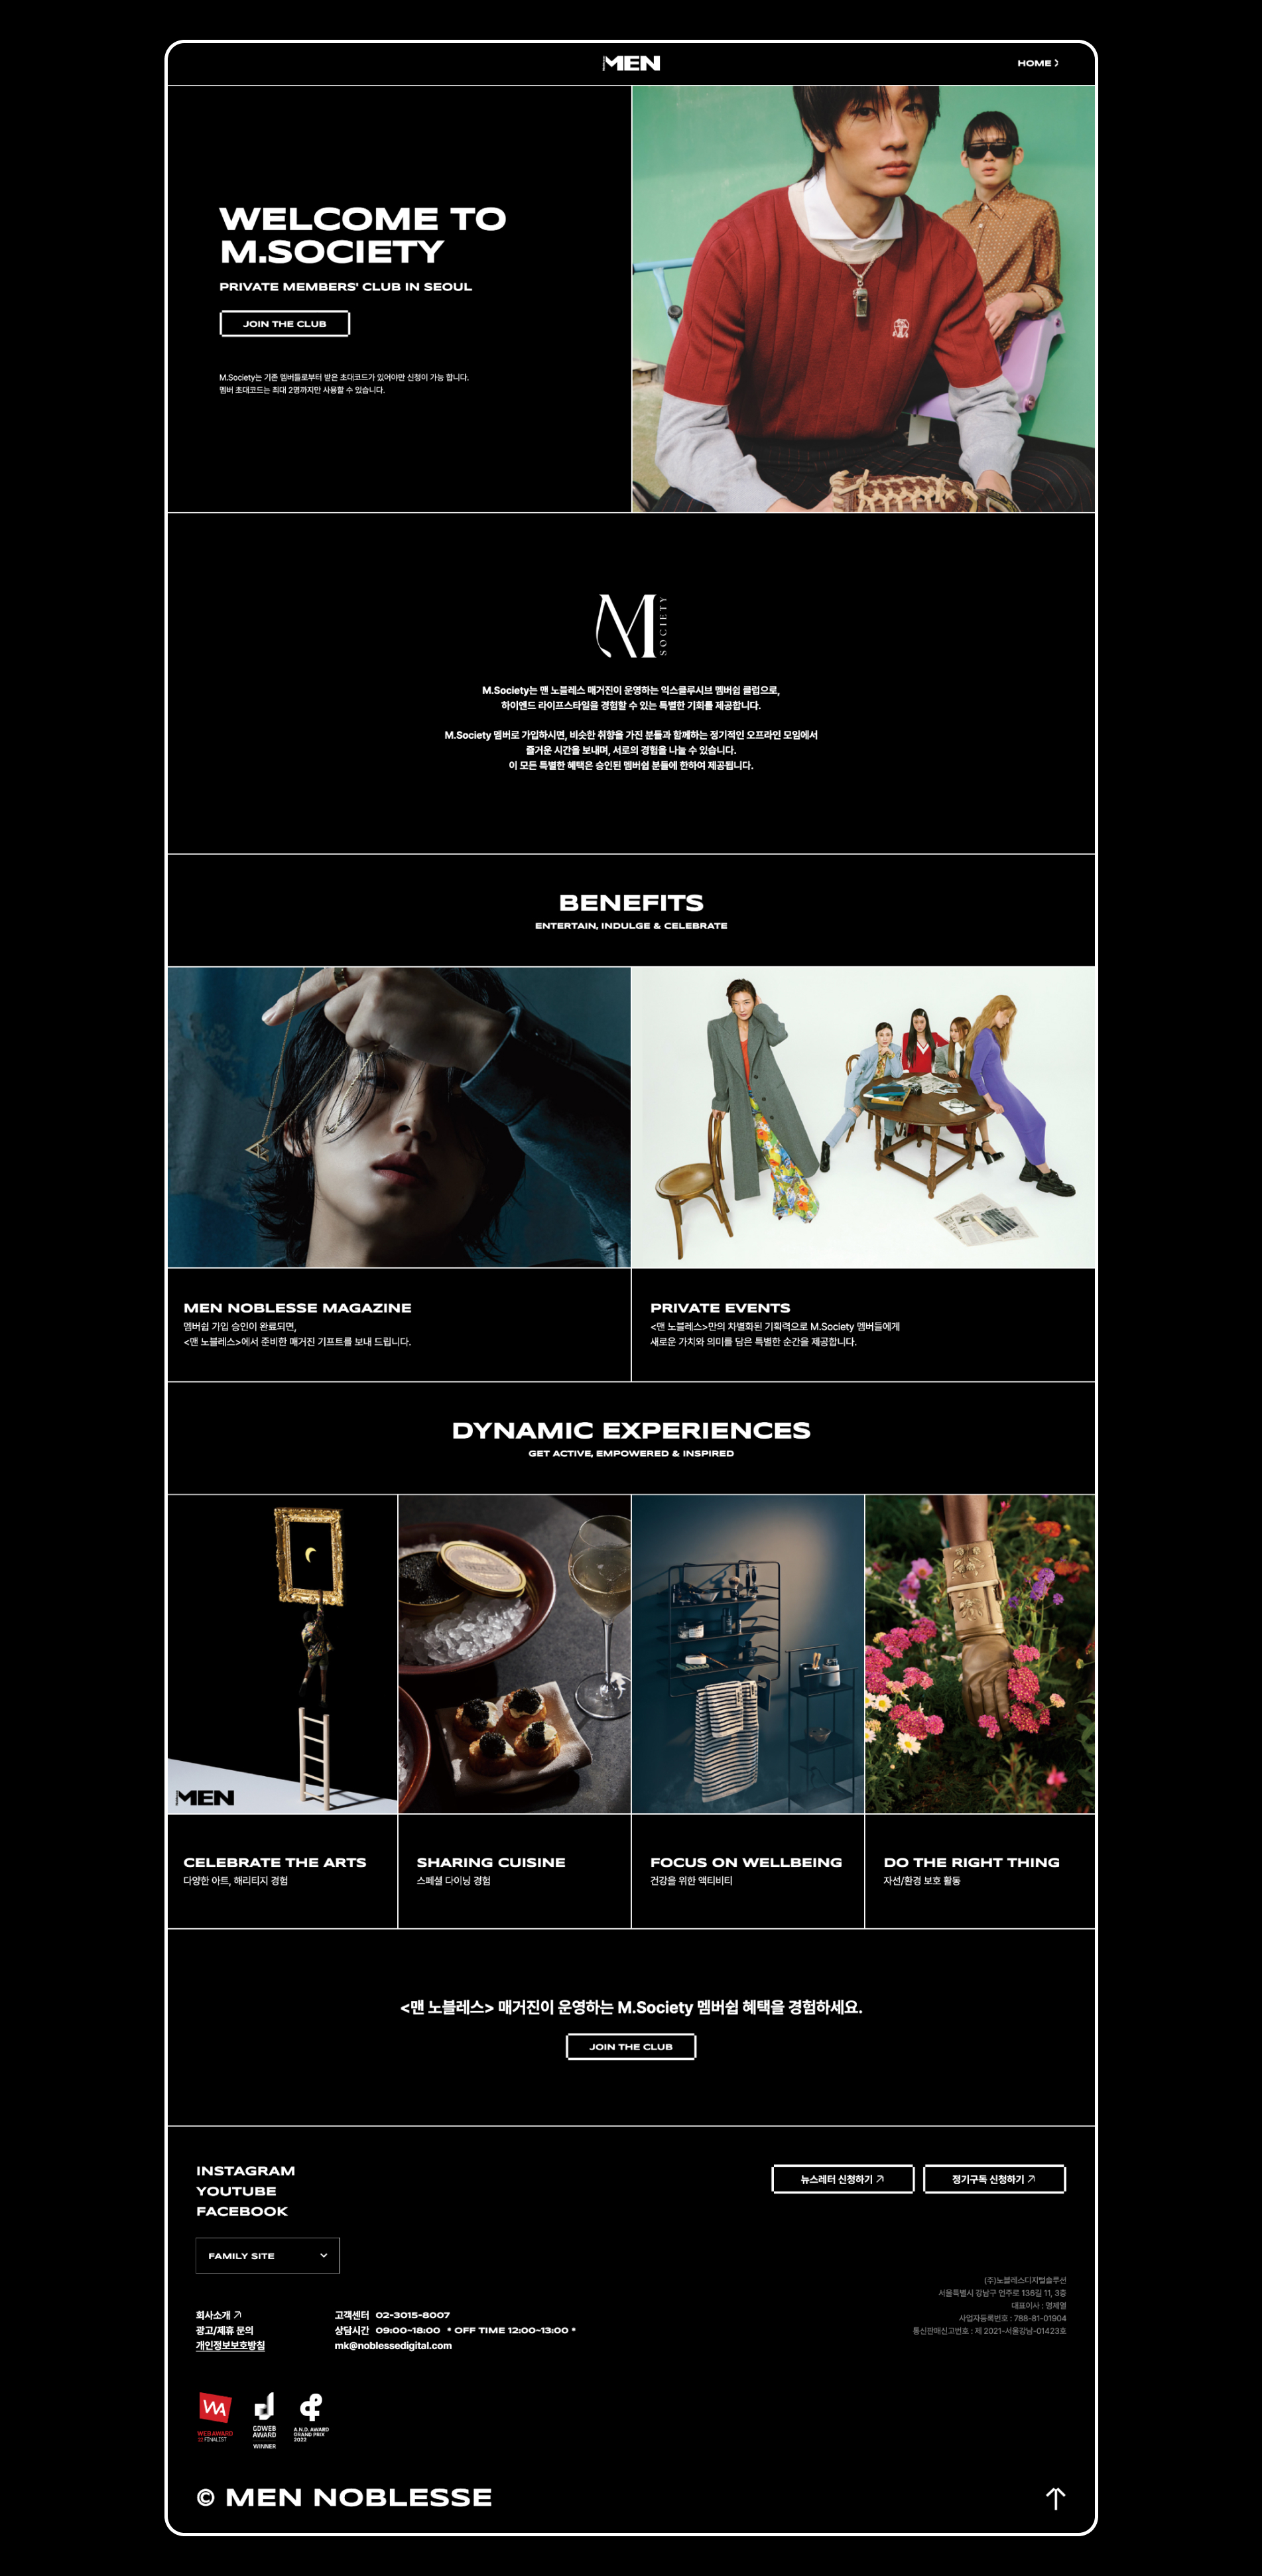 MEN
HOME
WELCOME TO
M.SOCIETY
PRIVATE MEMBERS' CLUB IN SEOUL
JOIN THE CLUB
M.Society는 기존 멤버들로부터 받은 초대코드가 있어야만 신청이 가능 합니다.
멤버 초대코드는 최대 2명까지만 사용할 수 있습니다.
M SOCIETY
M.Society는 맨 노블레스 매거진이 운영하는 익스클루시브 멤버쉽 클럽으로,
하이엔드 라이프스타일을 경험할 수 있는 특별한 기회를 제공합니다.
M.Society 멤버로 가입하시면, 비슷한 취향을 가진 분들과 함께하는 정기적인 오프라인 모임에서
즐거운 시간을 보내며, 서로의 경험을 나눌 수 있습니다.
이 모든 특별한 혜택은 승인된 멤버쉽 분들에 한하여 제공됩니다.
BENEFITS
ENTERTAIN, INDULGE & CELEBRATE
MEN NOBLESSE MAGAZINE
멤버쉽 가입 승인이 완료되면,
<맨 노블레스>에서 준비한 매거진 기프트를 보내 드립니다.
PRIVATE EVENTS
<맨 노블레스>만의 차별화된 기획력으로 M.Society 멤버들에게
새로운 가치와 의미를 담은 특별한 순간을 제공합니다.
DYNAMIC EXPERIENCES
GET ACTIVE, EMPOWERED & INSPIRED
MEN
CELEBRATE THE ARTS
다양한 아트, 해리티지 경험
SHARING CUISINE
스페셜 다이닝 경험
FOCUS ON WELLBEING
건강을 위한 액티비티
DO THE RIGHT THING
자선/환경 보호 활동
<맨 노블레스> 매거진이 운영하는 M.Society 멤버쉽 혜택을 경험하세요.
JOIN THE CLUB
INSTAGRAM
YOUTUBE
FACEBOOK
뉴스레터 신청하기
정기구독 신청하기
FAMILY SITE
(주)노블레스디지털솔루션
서울특별시 강남구 언주로 136길 11, 3층
대표이사 : 명제열
사업자등록번호 : 788-81-01904
통신판매신고번호 : 제 2021-서울강남-01423호
회사소개
광고/제휴 문의
개인정보보호방침
고객센터 02-3015-8007
상담시간 09:00~18:00 * OFF TIME 12:00~13:00 *
mk@noblessedigital.com
WA
WEB AWARD
22 FINALIST
GDWEB
AWARD
WINNER
A.N.D. AWARD
GRAND PRIX
2022
© MEN NOBLESSE